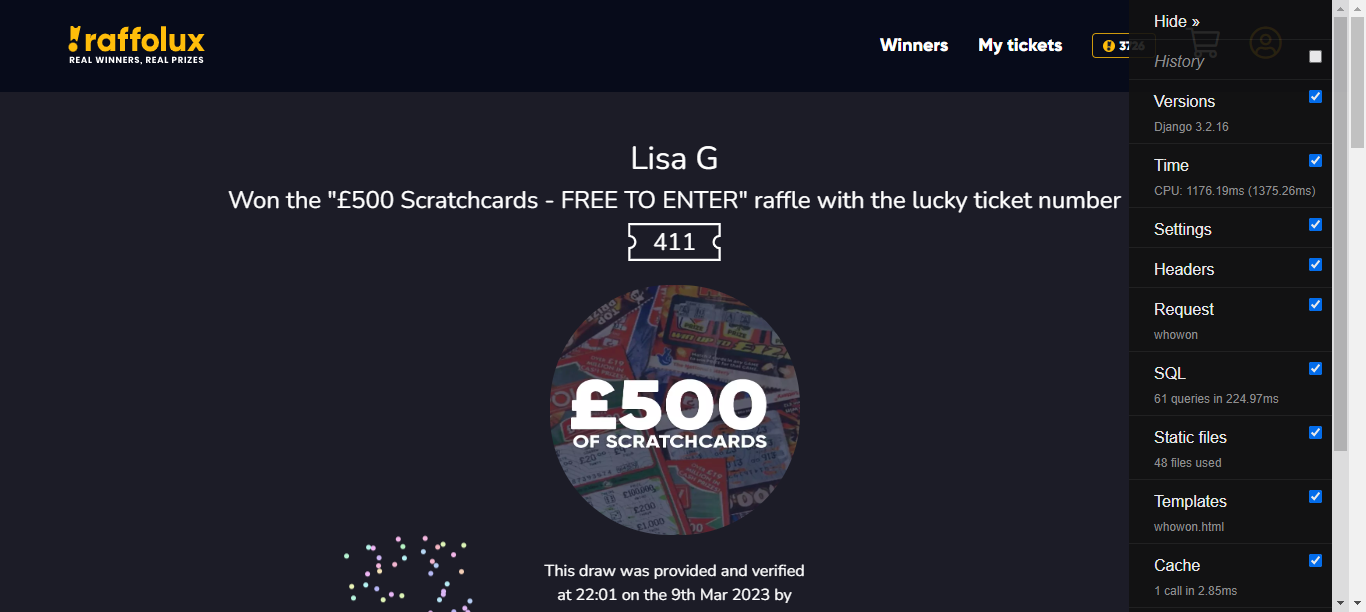 raffolux
REAL WINNERS, REAL PRIZES
Winners
My tickets
3726
Lisa G
Won the "£500 Scratchcards - FREE TO ENTER" raffle with the lucky ticket number
411
£500
OF SCRATCHCARDS
This draw was provided and verified
at 22:01 on the 9th Mar 2023 by
Hide »
History
Versions
Django 3.2.16
Time
CPU: 1176.19ms (1375.26ms)
Settings
Headers
Request
whowon
SQL
61 queries in 224.97ms
Static files
48 files used
Templates
whowon.html
Cache
1 call in 2.85ms